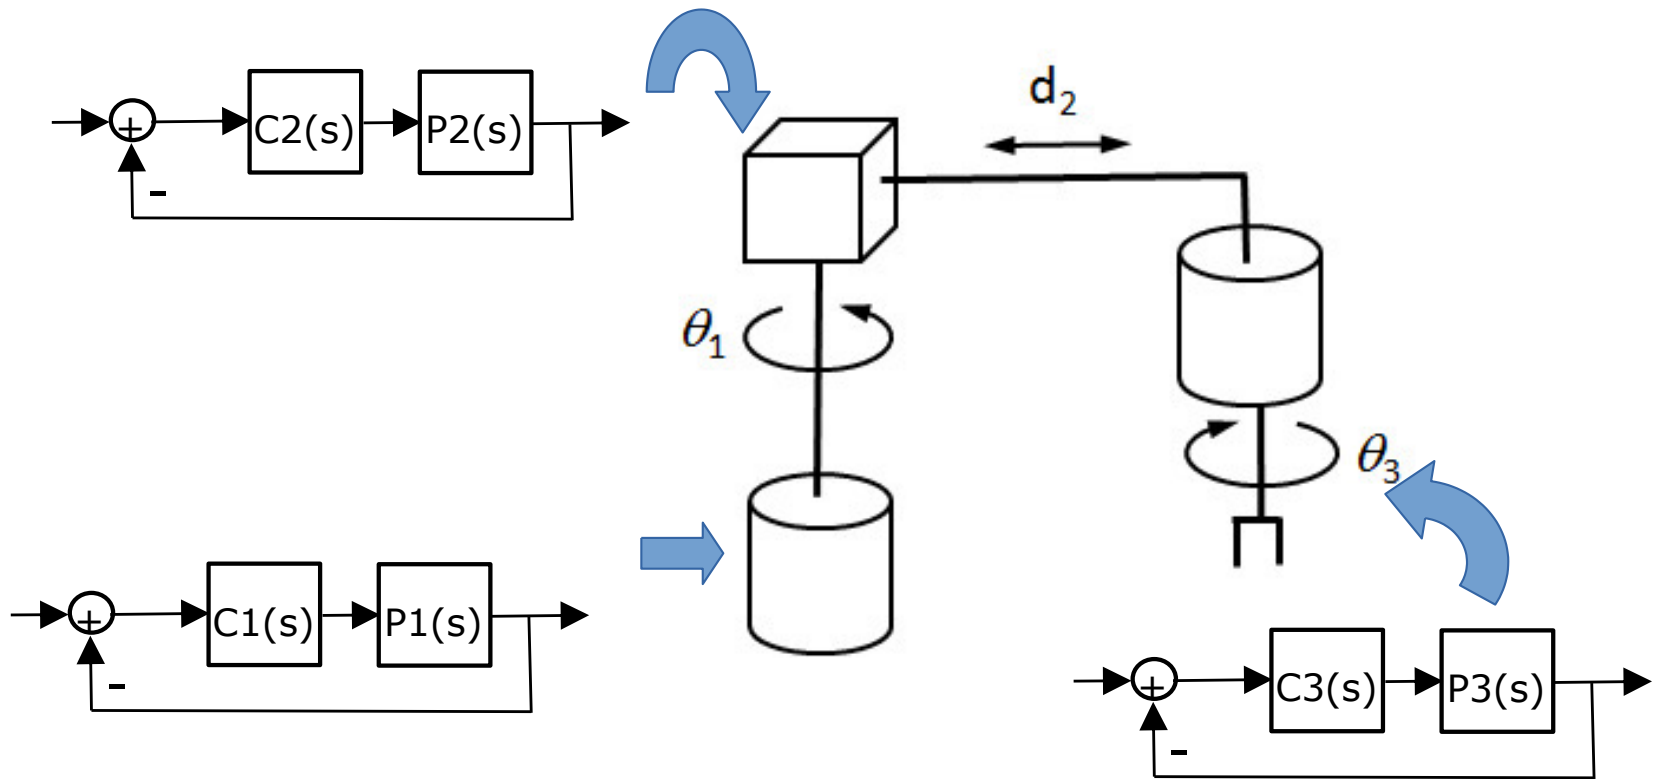 d₂
+
C2(s)
P2(s)
-
θ₁
θ₃
+
C1(s)
P1(s)
-
+
C3(s)
P3(s)
-